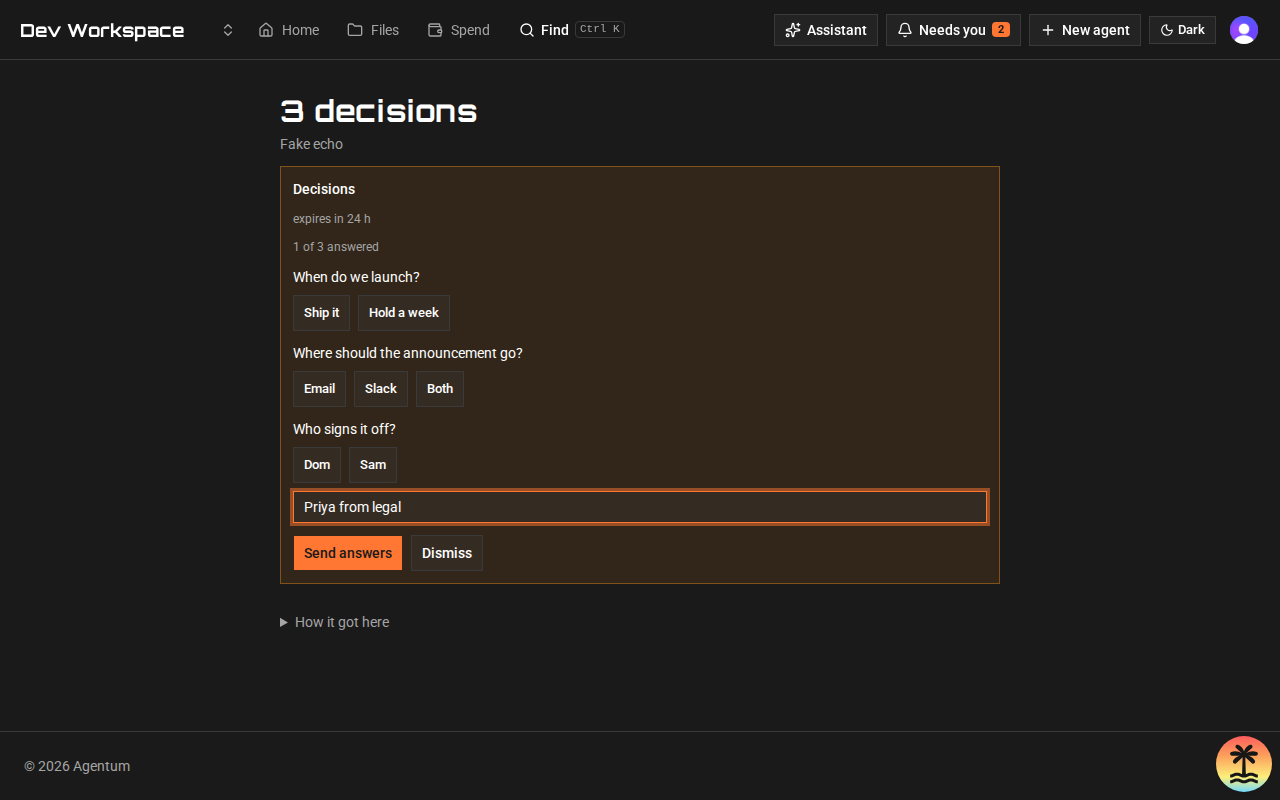 Dev Workspace
Home
Files
Spend
Find Ctrl K
Assistant
Needs you 2
New agent
Dark
3 decisions
Fake echo
Decisions
expires in 24 h
1 of 3 answered
When do we launch?
Ship it
Hold a week
Where should the announcement go?
Email
Slack
Both
Who signs it off?
Dom
Sam
Priya from legal
Send answers
Dismiss
How it got here
© 2026 Agentum